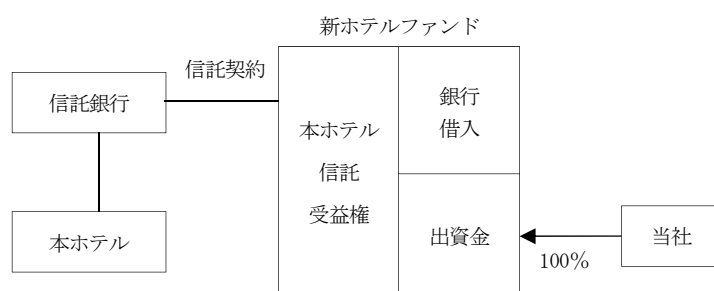 新ホテルファンド
信託契約
信託銀行
本ホテル
本ホテル
信託
受益権
銀行
借入
出資金
100%
当社